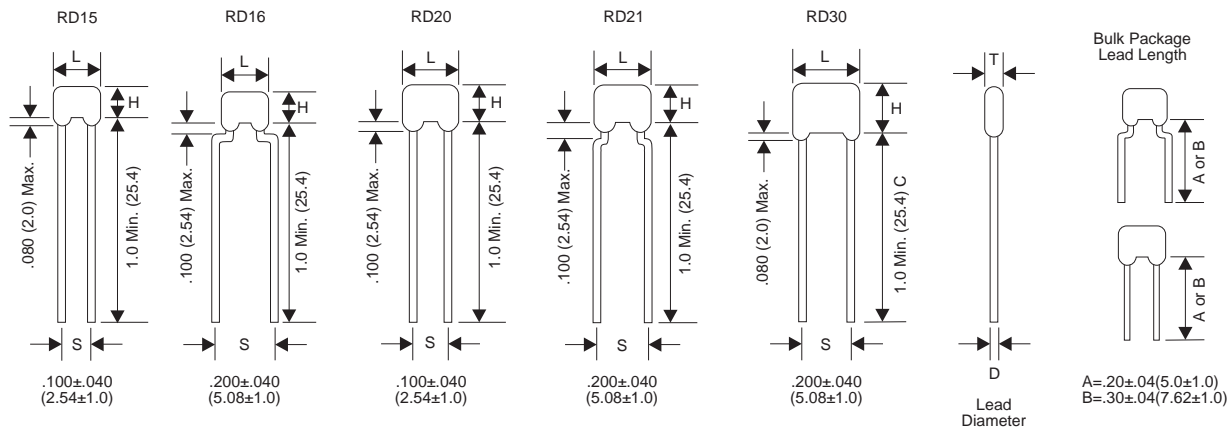 RD15
RD16
RD20
RD21
RD30
Bulk Package
Lead Length
L
H
.080 (2.0) Max.
1.0 Min. (25.4)
S
.100±.040
(2.54±1.0)
L
H
.100 (2.54) Max.
1.0 Min. (25.4)
S
.200±.040
(5.08±1.0)
L
H
.100 (2.54) Max.
1.0 Min. (25.4)
S
.100±.040
(2.54±1.0)
L
H
.100 (2.54) Max.
1.0 Min. (25.4)
S
.200±.040
(5.08±1.0)
L
H
.080 (2.0) Max.
1.0 Min. (25.4) C
S
.200±.040
(5.08±1.0)
T
D
Lead
Diameter
A or B
A or B
A=.20±.04(5.0±1.0)
B=.30±.04(7.62±1.0)